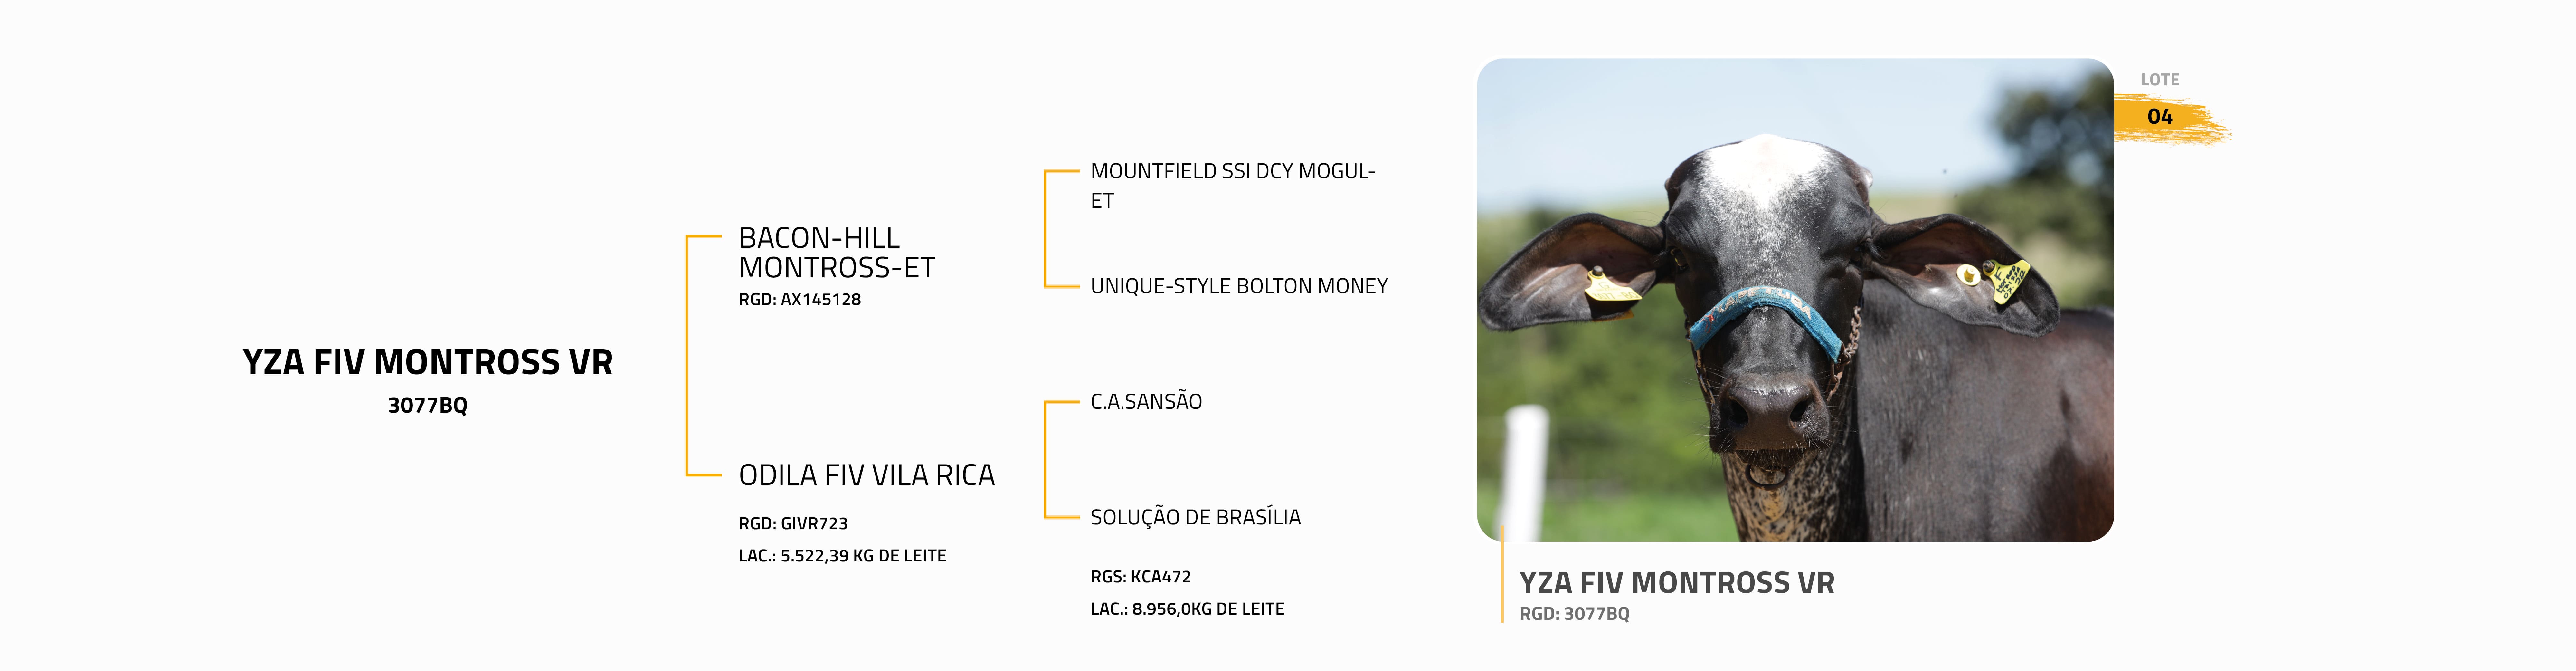 YZA FIV MONTROSS VR
3077BQ
BACON-HILL
MONTROSS-ET
RGD: AX145128
ODILA FIV VILA RICA
RGD: GIVR723
LAC.: 5.522,39 KG DE LEITE
MOUNTFIELD SSI DCY MOGUL-
ET
UNIQUE-STYLE BOLTON MONEY
C.A.SANSÃO
SOLUÇÃO DE BRASÍLIA
RGS: KCA472
LAC.: 8.956,0KG DE LEITE
LOTE
04
YZA FIV MONTROSS VR
RGD: 3077BQ